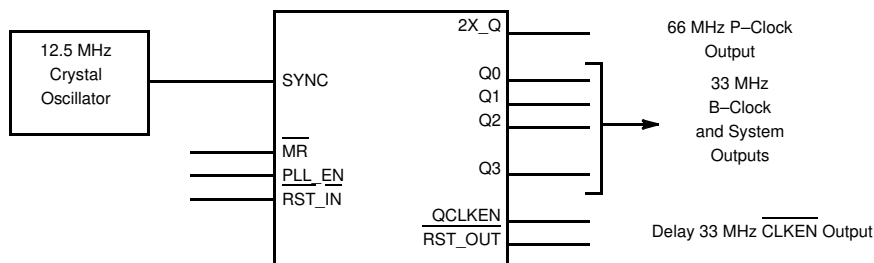 12.5 MHz
Crystal
Oscillator
SYNC
MR
PLL_EN
RST_IN
2X_Q
Q0
Q1
Q2
Q3
QCLKEN
RST_OUT
66 MHz P–Clock
Output
33 MHz
B–Clock
and System
Outputs
Delay 33 MHz CLKEN Output